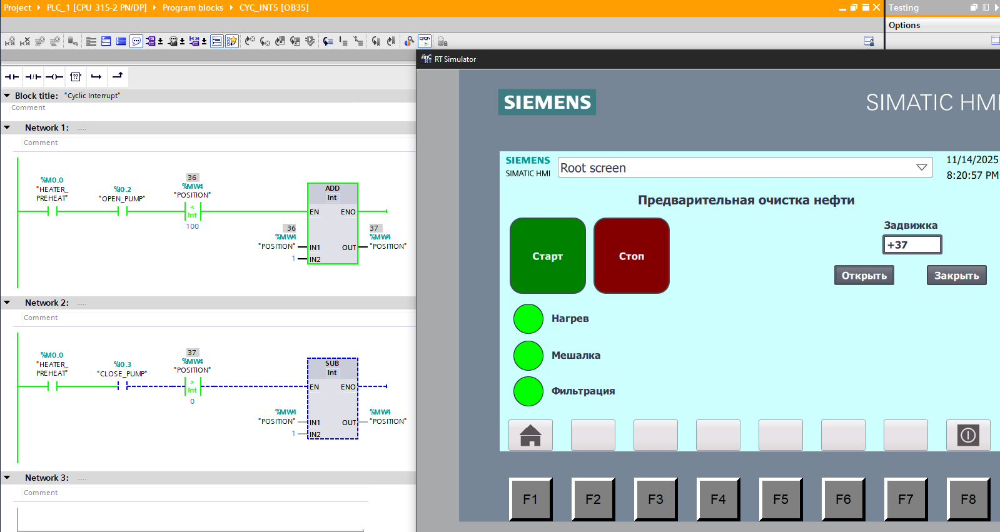 Project ▸ PLC_1 [CPU 315-2 PN/DP] ▸ Program blocks ▸ CYC_INT5 [OB35]
Testing
Options
RT Simulator
Block title: "Cyclic Interrupt"
Comment
Network 1: .....
Comment
%M0.0
"HEATER_
PREHEAT"
%I0.2
"OPEN_PUMP"
36
%MW4
"POSITION"
<
Int
100
ADD
Int
EN
ENO
36
%MW4
"POSITION"
IN1
1
IN2
OUT
37
%MW4
"POSITION"
Network 2: .....
Comment
%M0.0
"HEATER_
PREHEAT"
%I0.3
"CLOSE_PUMP"
37
%MW4
"POSITION"
>
Int
0
SUB
Int
EN
ENO
%MW4
"POSITION"
IN1
1
IN2
OUT
%MW4
"POSITION"
Network 3: .....
Comment
SIEMENS
SIMATIC HMI
SIEMENS
SIMATIC HMI
Root screen
11/14/2025
8:20:57 PM
Предварительная очистка нефти
Старт
Стоп
Задвижка
+37
Открыть
Закрыть
Нагрев
Мешалка
Фильтрация
F1
F2
F3
F4
F5
F6
F7
F8